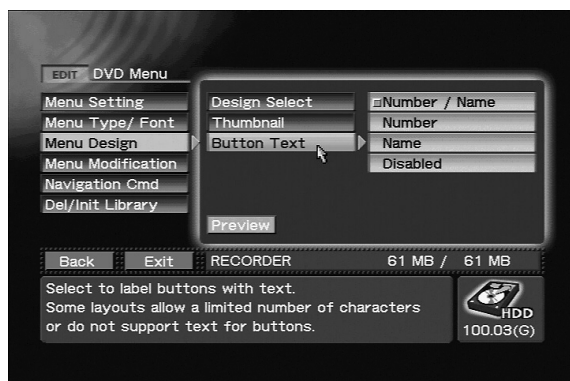 EDIT DVD Menu
Menu Setting
Menu Type/ Font
Menu Design
Menu Modification
Navigation Cmd
Del/Init Library
Design Select
Thumbnail
Button Text
Number / Name
Number
Name
Disabled
Preview
Back Exit RECORDER 61 MB / 61 MB
Select to label buttons with text.
Some layouts allow a limited number of characters
or do not support text for buttons.
HDD
100.03(G)